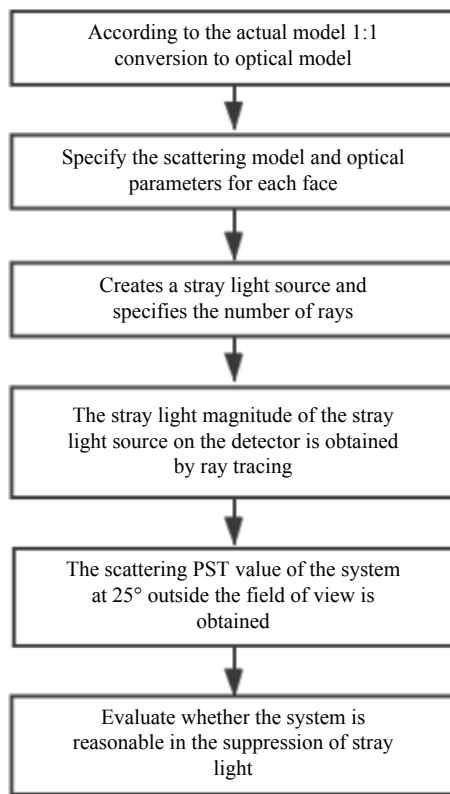 According to the actual model 1:1
conversion to optical model
Specify the scattering model and optical
parameters for each face
Creates a stray light source and
specifies the number of rays
The stray light magnitude of the stray
light source on the detector is obtained
by ray tracing
The scattering PST value of the system
at 25° outside the field of view is
obtained
Evaluate whether the system is
reasonable in the suppression of stray
light